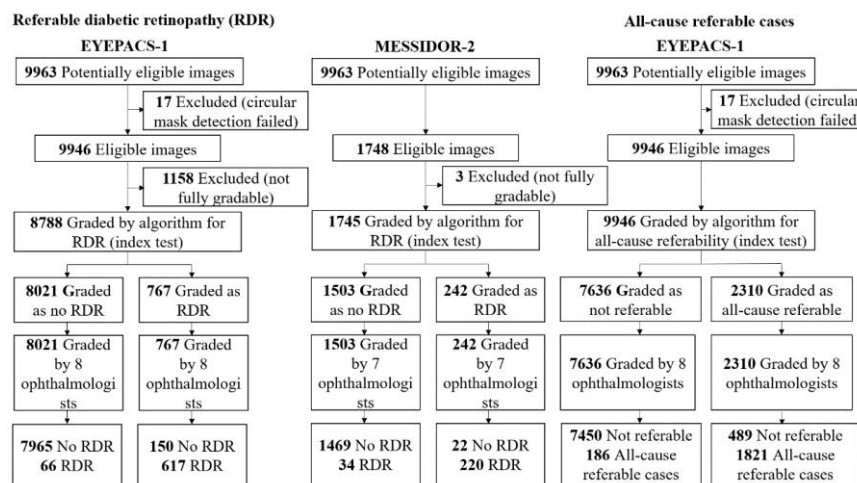 Referable diabetic retinopathy (RDR)
EYEPACS-1
9963 Potentially eligible images
17 Excluded (circular
mask detection failed)
9946 Eligible images
1158 Excluded (not
fully gradable)
8788 Graded by algorithm for
RDR (index test)
8021 Graded
as no RDR
767 Graded as
RDR
8021 Graded
by 8
ophthalmologi
sts
767 Graded
by 8
ophthalmologi
sts
7965 No RDR
66 RDR
150 No RDR
617 RDR
MESSIDOR-2
9963 Potentially eligible images
1748 Eligible images
3 Excluded (not
fully gradable)
1745 Graded by algorithm for
RDR (index test)
1503 Graded
as no RDR
242 Graded as
RDR
1503 Graded
by 7
ophthalmologi
sts
242 Graded
by 7
ophthalmologi
sts
1469 No RDR
34 RDR
22 No RDR
220 RDR
All-cause referable cases
EYEPACS-1
9963 Potentially eligible images
17 Excluded (circular
mask detection failed)
9946 Eligible images
9946 Graded by algorithm for
all-cause referability (index test)
7636 Graded as
not referable
2310 Graded as
all-cause referable
7636 Graded by 8
ophthalmologists
2310 Graded by 8
ophthalmologists
7450 Not referable
186 All-cause
referable cases
489 Not referable
1821 All-cause
referable cases